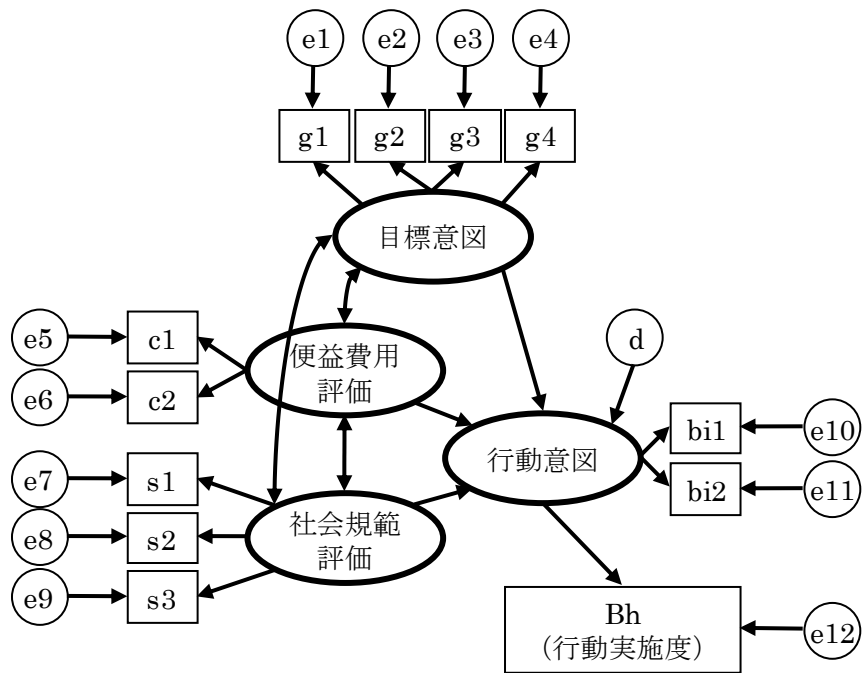 e1
e2
e3
e4
g1
g2
g3
g4
目標意図
e5
c1
便益費用
評価
d
e6
c2
bi1
e10
行動意図
e7
s1
bi2
e11
e8
s2
社会規範
評価
e9
s3
Bh
(行動実施度)
e12